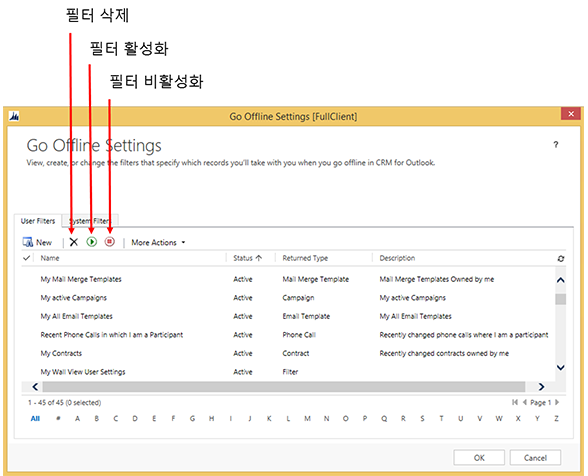 필터 삭제
필터 활성화
필터 비활성화
Go Offline Settings [FullClient]
Go Offline Settings
?
View, create, or change the filters that specify which records you'll take with you when you go offline in CRM for Outlook.
User Filters System Filters
New More Actions
Name Status Returned Type Description
My Mail Merge Templates Active Mail Merge Template Mail Merge Templates Owned by me
My active Campaigns Active Campaign My active Campaigns
My All Email Templates Active Email Template My All Email Templates
Recent Phone Calls in which I am a Participant Active Phone Call Recently changed phone calls where I am a participant
My Contracts Active Contract Recently changed contracts owned by me
My Wall View User Settings Active Filter
1 - 45 of 45 (0 selected) Page 1
All # A B C D E F G H I J K L M N O P Q R S T U V W X Y Z
OK Cancel